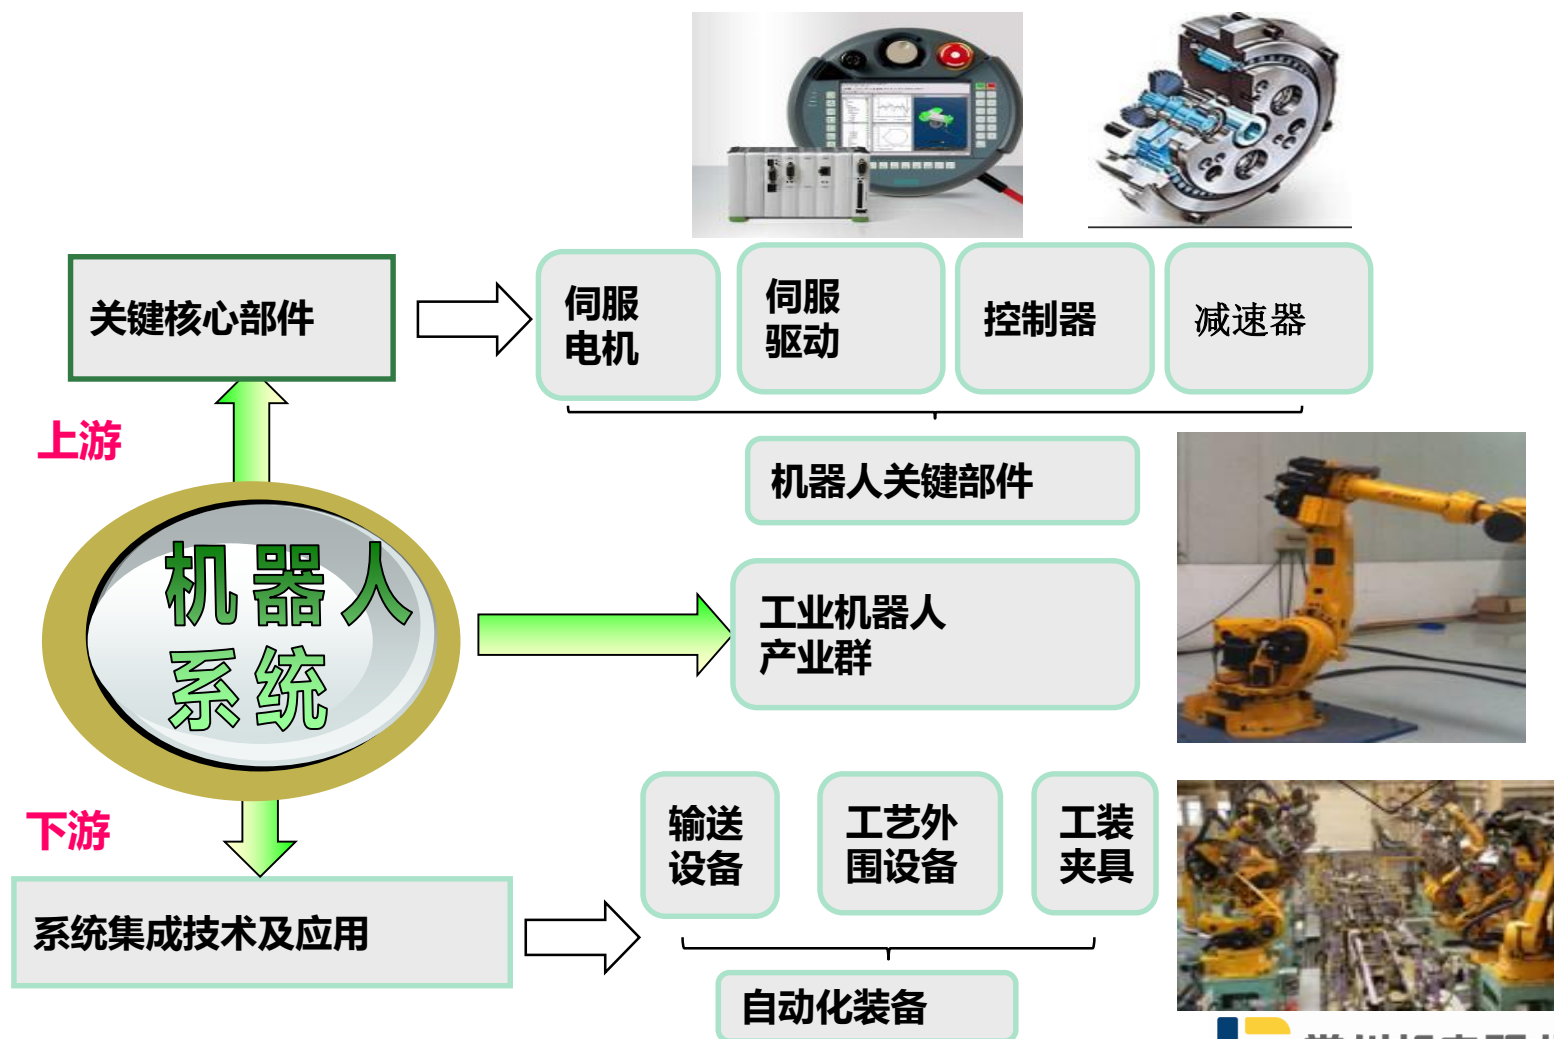 关键核心部件
伺服
电机
伺服
驱动
控制器
减速器
上游
机器人关键部件
机器人
系统
工业机器人
产业群
下游
输送
设备
工艺外
围设备
工装
夹具
系统集成技术及应用
自动化装备